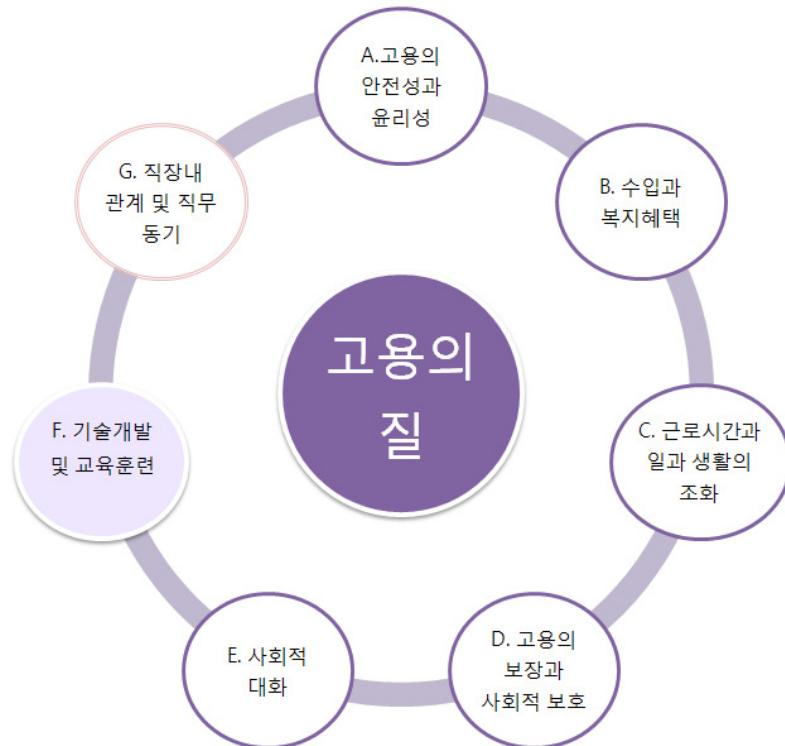 A.고용의
안전성과
윤리성
B. 수입과
복지혜택
C. 근로시간과
일과 생활의
조화
D. 고용의
보장과
사회적 보호
E. 사회적
대화
F. 기술개발
및 교육훈련
G. 직장내
관계 및 직무
동기
고용의
질